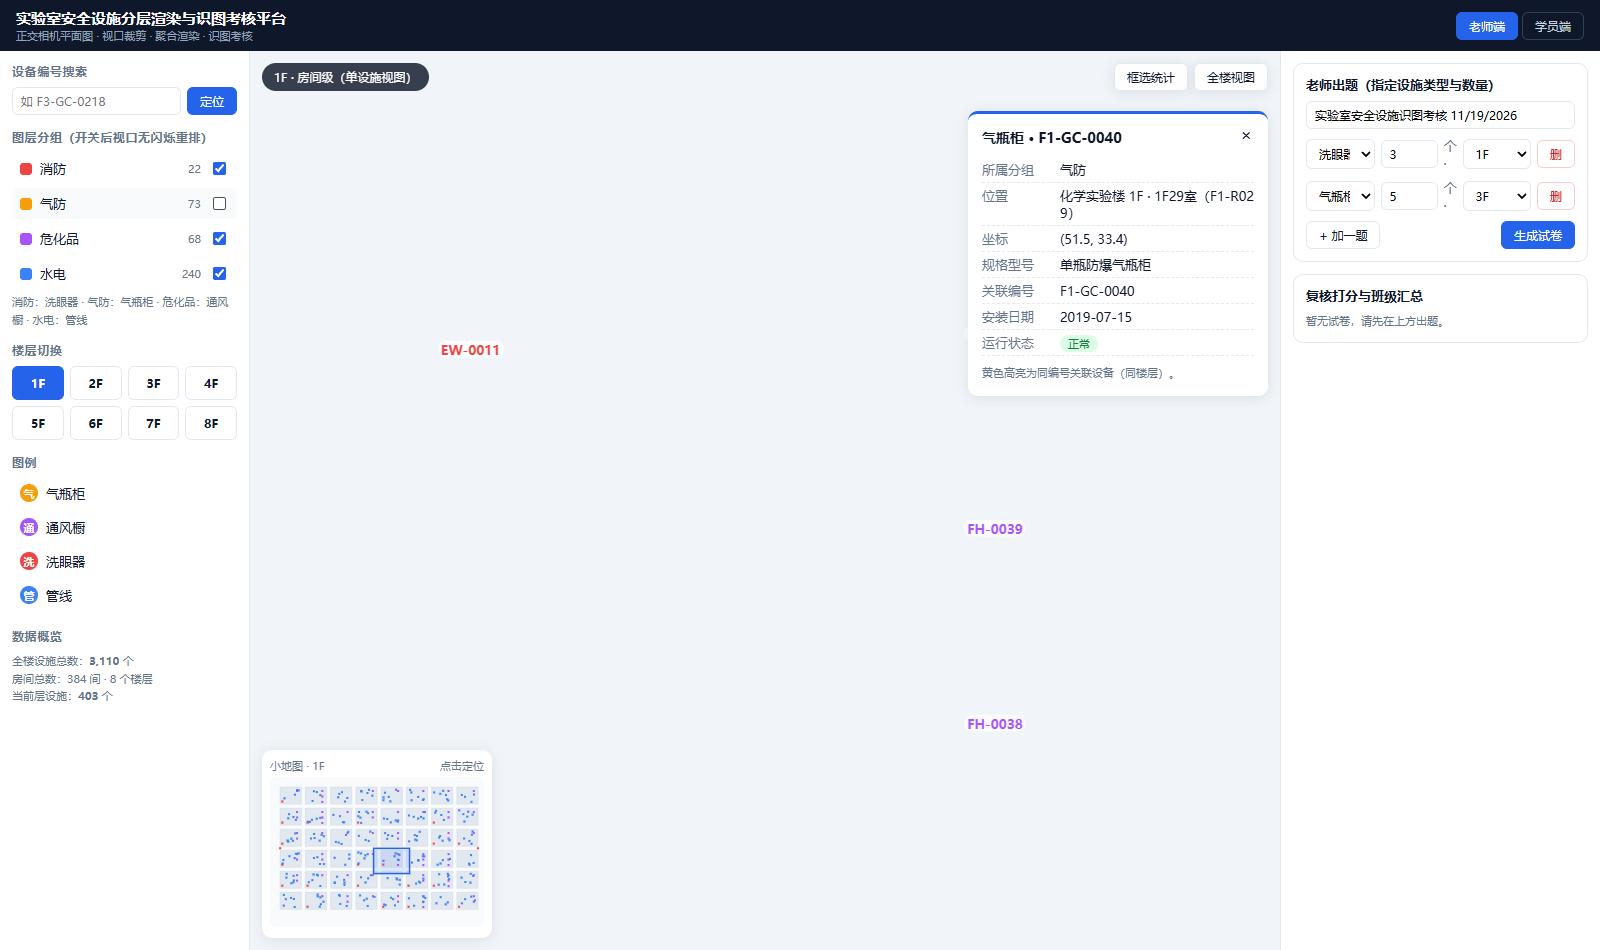 实验室安全设施分层渲染与识图考核平台
正交相机平面图 · 视口裁剪 · 聚合渲染 · 识图考核
老师端
学员端
设备编号搜索
如 F3-GC-0218
定位
图层分组（开关后视口无闪烁重排）
消防 22
气防 73
危化品 68
水电 240
消防：洗眼器 · 气防：气瓶柜 · 危化品：通风
橱 · 水电：管线
楼层切换
1F 2F 3F 4F
5F 6F 7F 8F
图例
气 气瓶柜
通 通风橱
洗 洗眼器
管 管线
数据概览
全楼设施总数：3,110 个
房间总数：384 间 · 8 个楼层
当前层设施：403 个
1F · 房间级（单设施视图）
框选统计
全楼视图
气瓶柜 • F1-GC-0040 ×
所属分组 气防
位置 化学实验楼 1F · 1F29室（F1-R02
9）
坐标 (51.5, 33.4)
规格型号 单瓶防爆气瓶柜
关联编号 F1-GC-0040
安装日期 2019-07-15
运行状态 正常
黄色高亮为同编号关联设备（同楼层）。
EW-0011
FH-0039
FH-0038
小地图 · 1F 点击定位
老师出题（指定设施类型与数量）
实验室安全设施识图考核 11/19/2026
洗眼器 3 个 · 1F 删
气瓶柜 5 个 · 3F 删
+ 加一题
生成试卷
复核打分与班级汇总
暂无试卷，请先在上方出题。